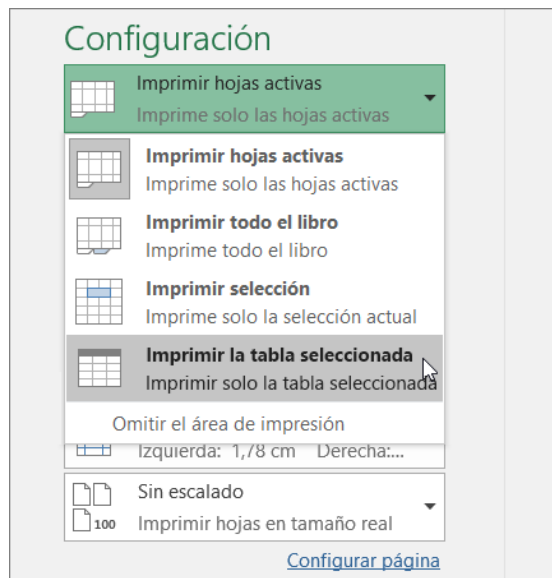 Configuración
Imprimir hojas activas
Imprime solo las hojas activas
Imprimir hojas activas
Imprime solo las hojas activas
Imprimir todo el libro
Imprime todo el libro
Imprimir selección
Imprime solo la selección actual
Imprimir la tabla seleccionada
Imprimir solo la tabla seleccionada
Omitir el área de impresión
Izquierda: 1,78 cm Derecha:...
Sin escalado
100 Imprimir hojas en tamaño real
Configurar página